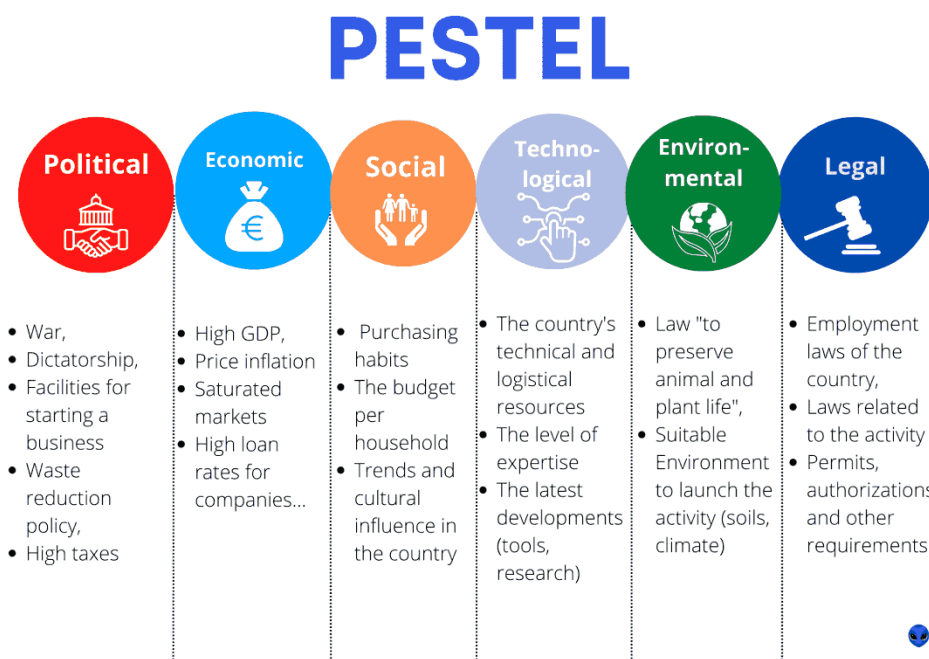 PESTEL
Political
Economic
Social
Techno-
logical
Environ-
mental
Legal
€
• War,
• Dictatorship,
• Facilities for
starting a
business
• Waste
reduction
policy,
• High taxes
• High GDP,
• Price inflation
• Saturated
markets
• High loan
rates for
companies...
• Purchasing
habits
• The budget
per
household
• Trends and
cultural
influence in
the country
• The country's
technical and
logistical
resources
• The level of
expertise
• The latest
developments
(tools,
research)
• Law "to
preserve
animal and
plant life",
• Suitable
Environment
to launch the
activity (soils,
climate)
• Employment
laws of the
country,
• Laws related
to the activity
• Permits,
authorizations
and other
requirements